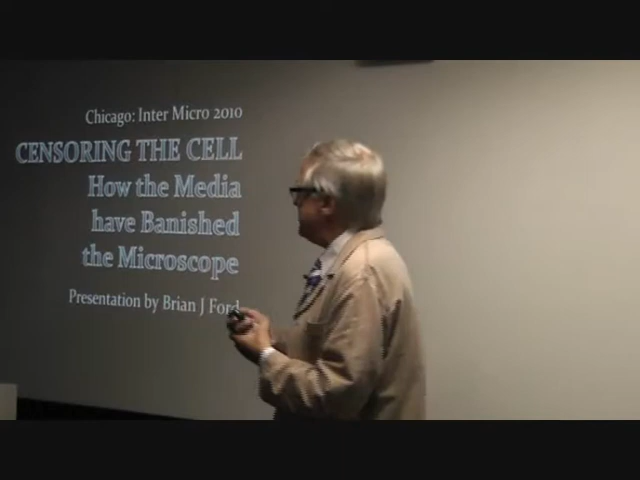 Chicago: Inter Micro 2010
CENSORING THE CELL
How the Media
have Banished
the Microscope
Presentation by Brian J Ford